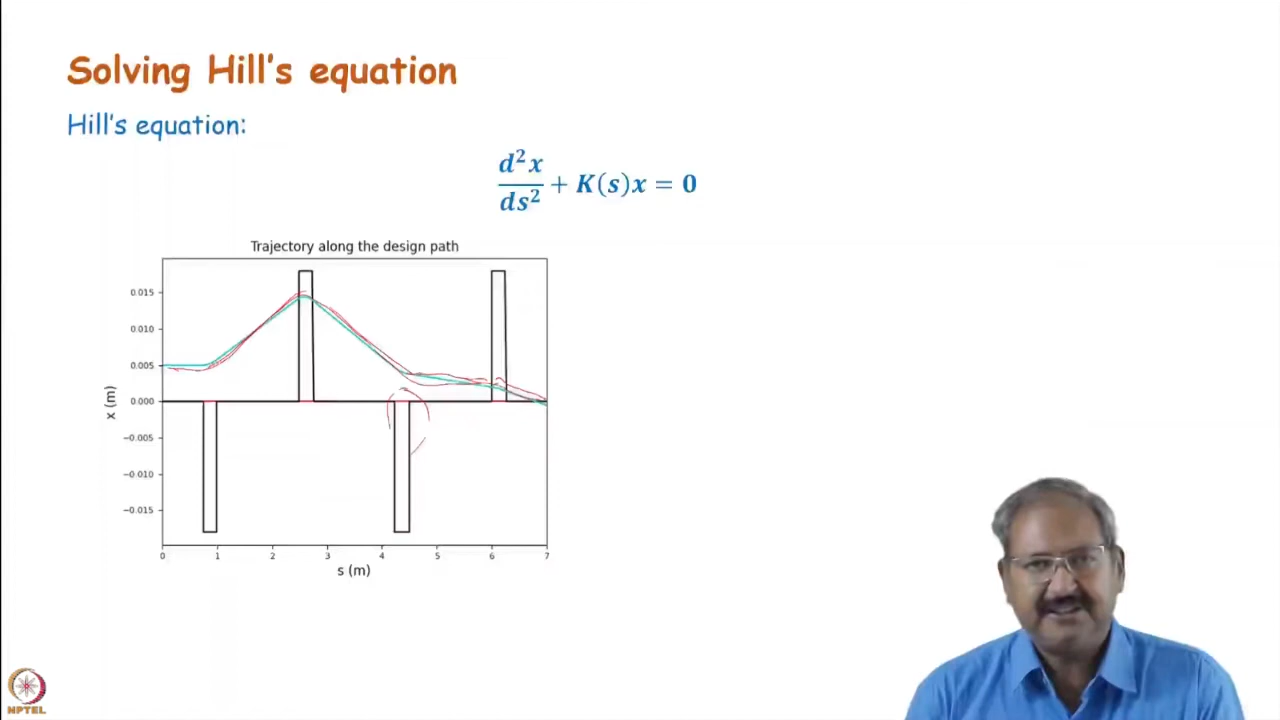 Solving Hill's equation
Hill's equation:
d²x/ds² + K(s)x = 0
Trajectory along the design path
0.015
0.010
0.005
0.000
−0.005
−0.010
−0.015
x (m)
0 1 2 3 4 5 6 7
s (m)
NPTEL